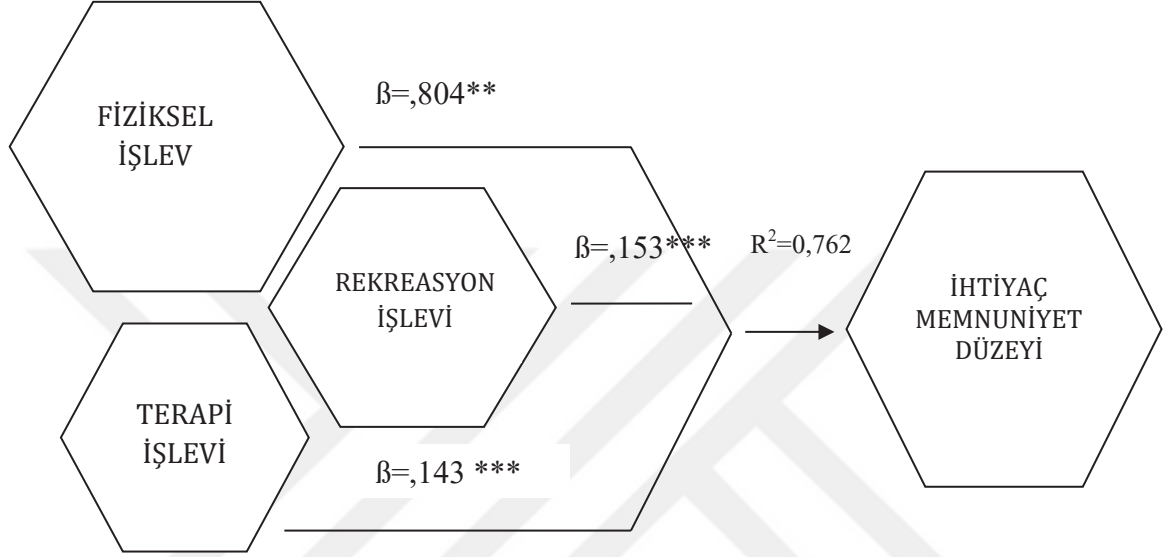 FİZİKSEL
İŞLEV
ß=,804**
REKREASYON
İŞLEVİ
ß=,153***
R²=0,762
İHTİYAÇ
MEMNUNİYET
DÜZEYİ
TERAPİ
İŞLEVİ
ß=,143 ***